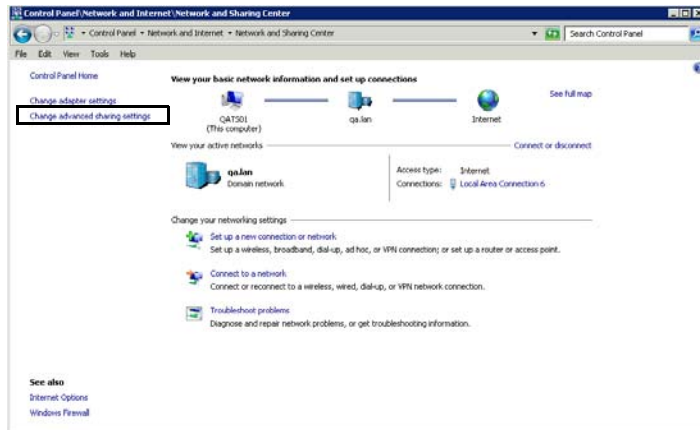 Control Panel\Network and Internet\Network and Sharing Center
Control Panel Network and Internet Network and Sharing Center
Search Control Panel
File Edit View Tools Help
Control Panel Home
Change adapter settings
Change advanced sharing settings
View your basic network information and set up connections
See full map
QATS01 qa.lan Internet
(This computer)
View your active networks Connect or disconnect
qa.lan
Domain network
Access type: Internet
Connections: Local Area Connection 6
Change your networking settings
Set up a new connection or network
Set up a wireless, broadband, dial-up, ad hoc, or VPN connection; or set up a router or access point.
Connect to a network
Connect or reconnect to a wireless, wired, dial-up, or VPN network connection.
Troubleshoot problems
Diagnose and repair network problems, or get troubleshooting information.
See also
Internet Options
Windows Firewall